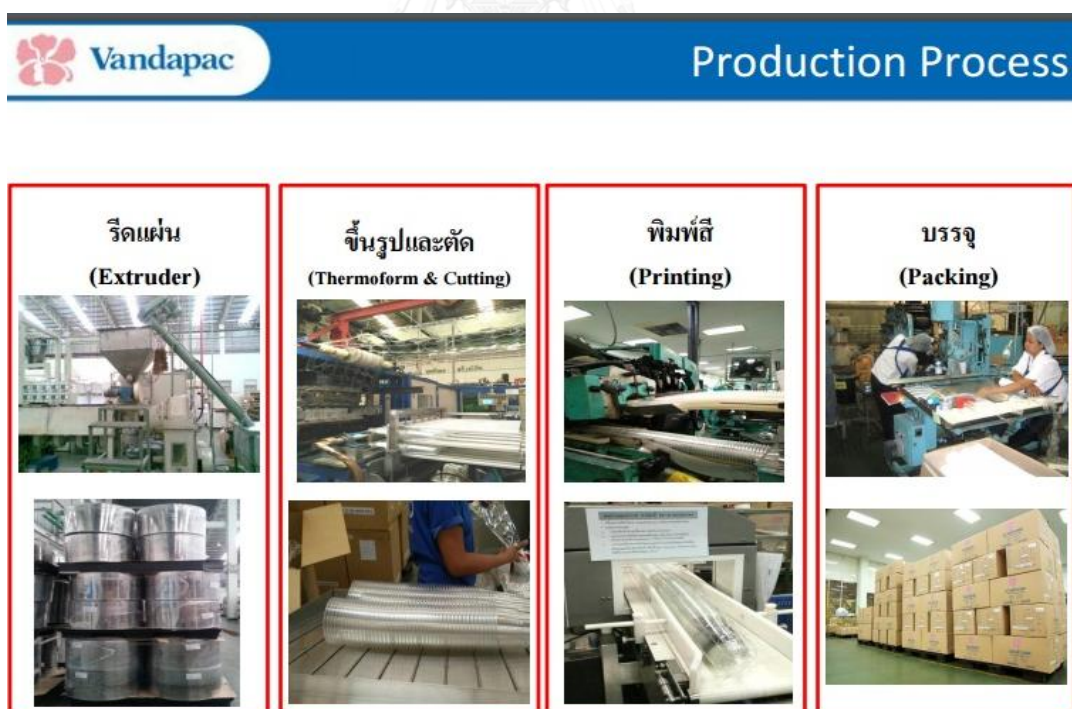 Vandapac
Production Process
รีดแผ่น
(Extruder)
ขึ้นรูปและตัด
(Thermoform & Cutting)
พิมพ์สี
(Printing)
บรรจุ
(Packing)